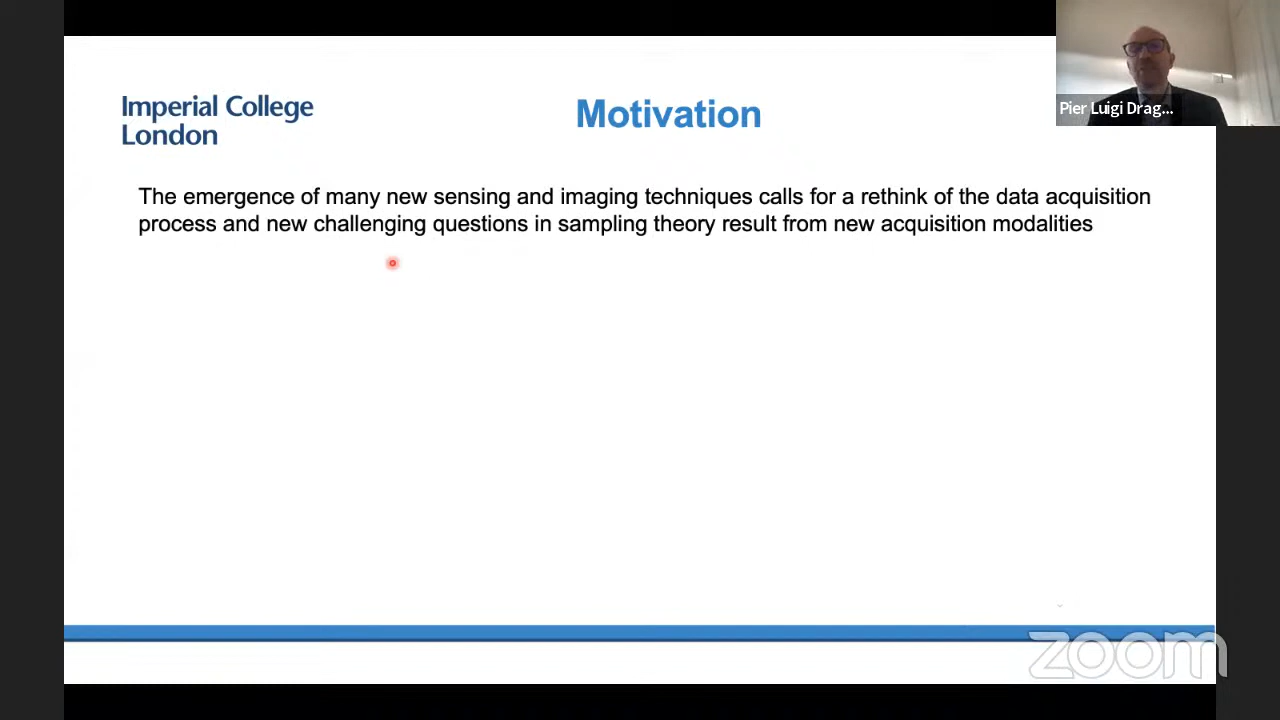 Imperial College
London
Motivation
Pier Luigi Drag...
The emergence of many new sensing and imaging techniques calls for a rethink of the data acquisition
process and new challenging questions in sampling theory result from new acquisition modalities
zoom